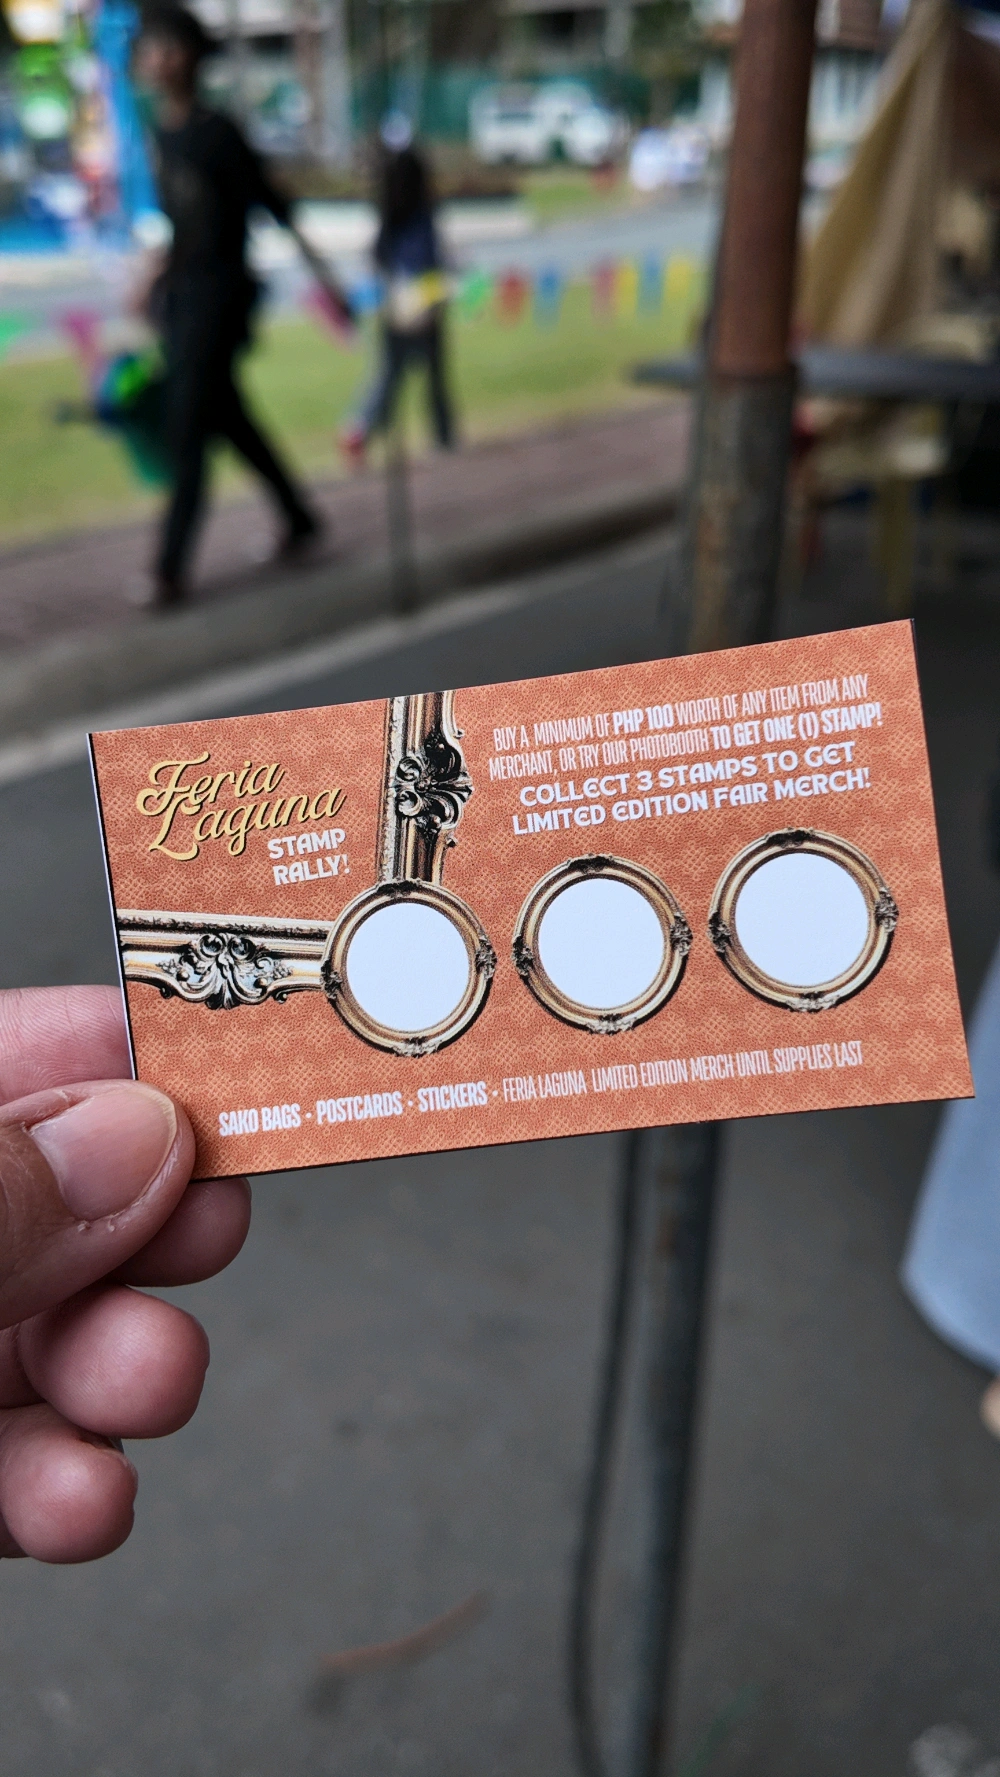 Feria
Laguna
STAMP
RALLY!
BUY A MINIMUM OF PHP 100 WORTH OF ANY ITEM FROM ANY
MERCHANT, OR TRY OUR PHOTOBOOTH TO GET ONE (1) STAMP!
COLLECT 3 STAMPS TO GET
LIMITED EDITION FAIR MERCH!
SAKO BAGS • POSTCARDS • STICKERS • FERIA LAGUNA LIMITED EDITION MERCH UNTIL SUPPLIES LAST